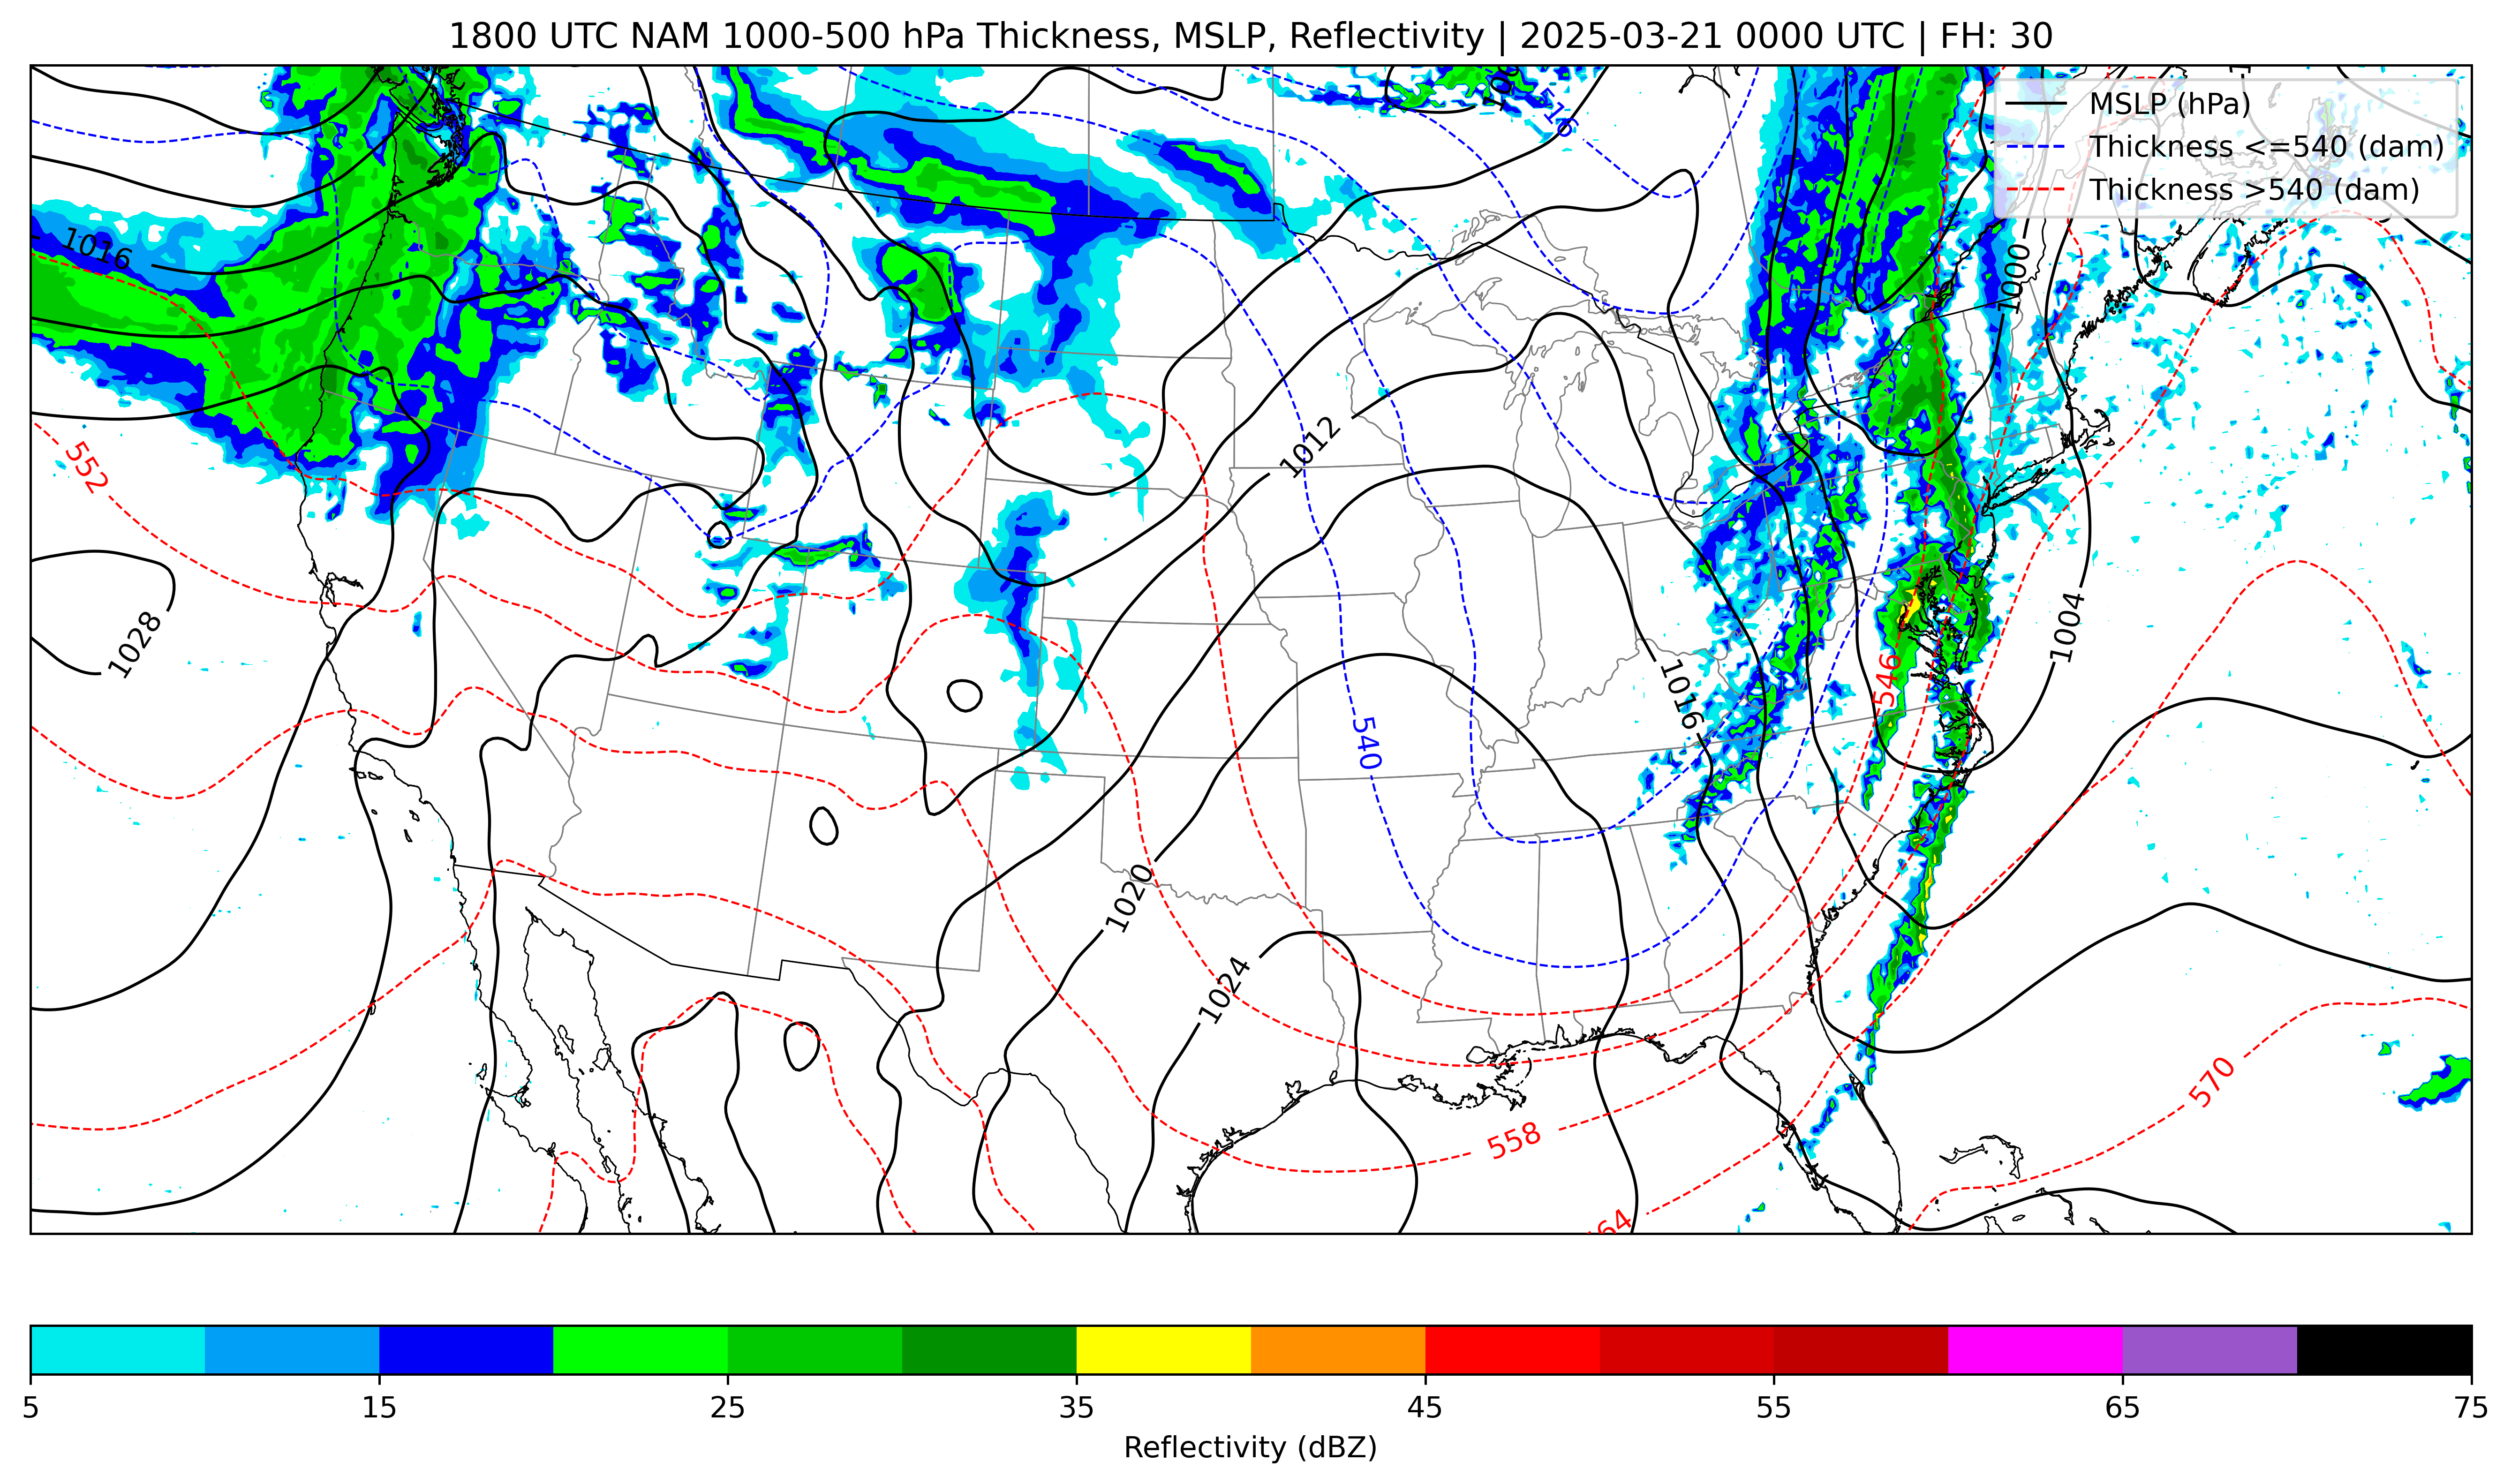 1800 UTC NAM 1000-500 hPa Thickness, MSLP, Reflectivity | 2025-03-21 0000 UTC | FH: 30
MSLP (hPa)
Thickness <=540 (dam)
Thickness >540 (dam)
516
1016
1000
552
1012
1028
1004
546
1016
540
1020
1024
570
558
64
5 15 25 35 45 55 65 75
Reflectivity (dBZ)